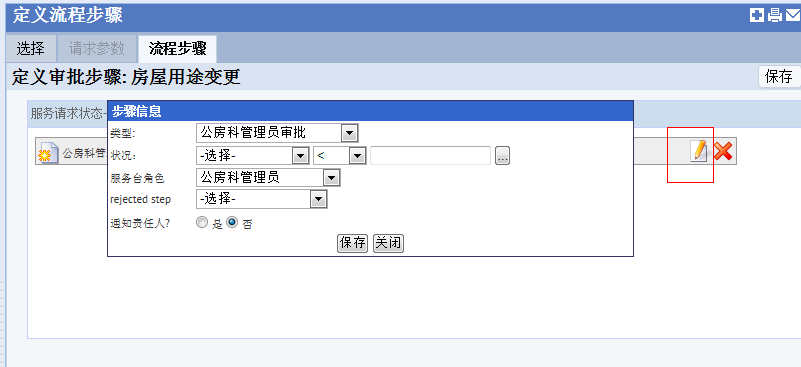 定义流程步骤
选择 请求参数 流程步骤
定义审批步骤: 房屋用途变更 保存
服务请求状态-
步骤信息
公房科管
类型: 公房科管理员审批
状况: -选择- < ...
服务台角色 公房科管理员
rejected step -选择-
通知责任人? 是 否
保存 关闭